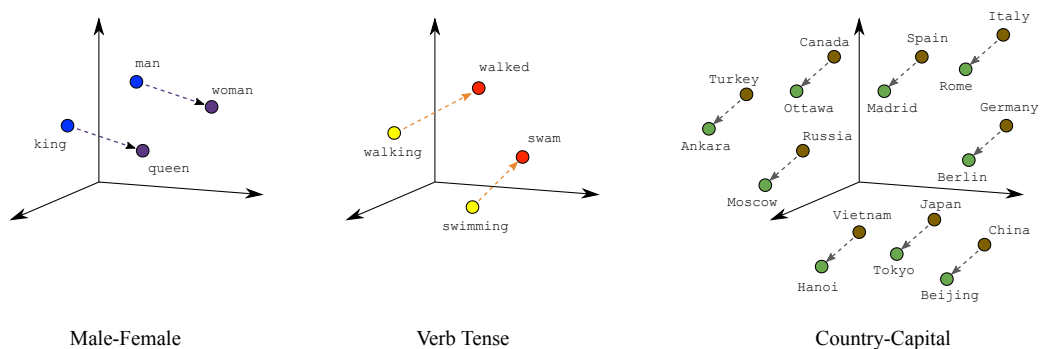 man
woman
king
queen
Male-Female
walked
walking
swam
swimming
Verb Tense
Italy
Canada
Spain
Turkey
Ottawa
Madrid
Rome
Germany
Ankara
Russia
Berlin
Moscow
Vietnam
Japan
China
Hanoi
Tokyo
Beijing
Country-Capital